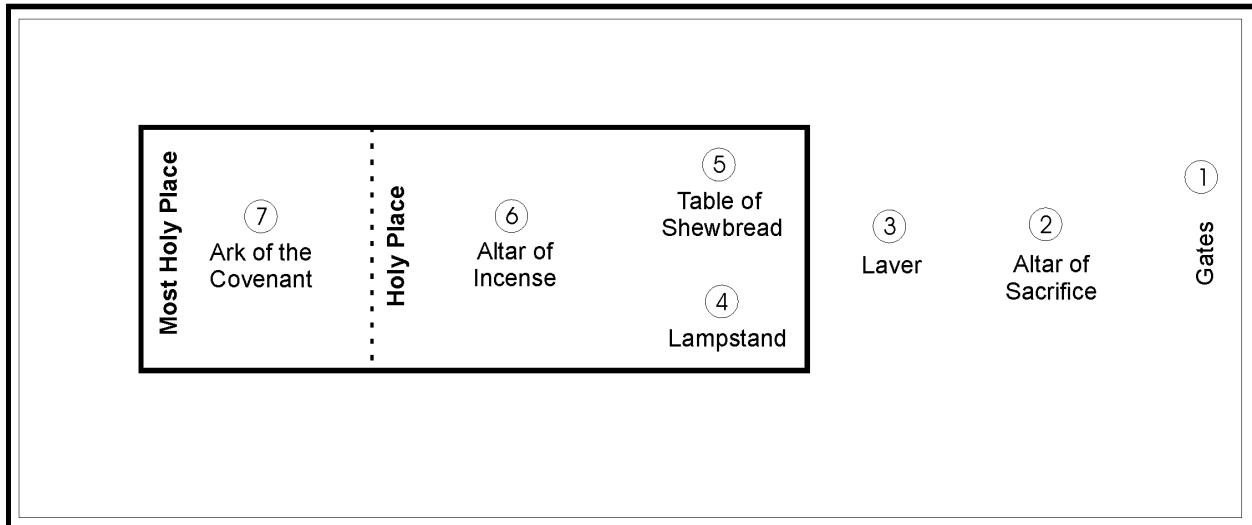 Most Holy Place
7
Ark of the
Covenant
Holy Place
6
Altar of
Incense
5
Table of
Shewbread
4
Lampstand
3
Laver
2
Altar of
Sacrifice
1
Gates